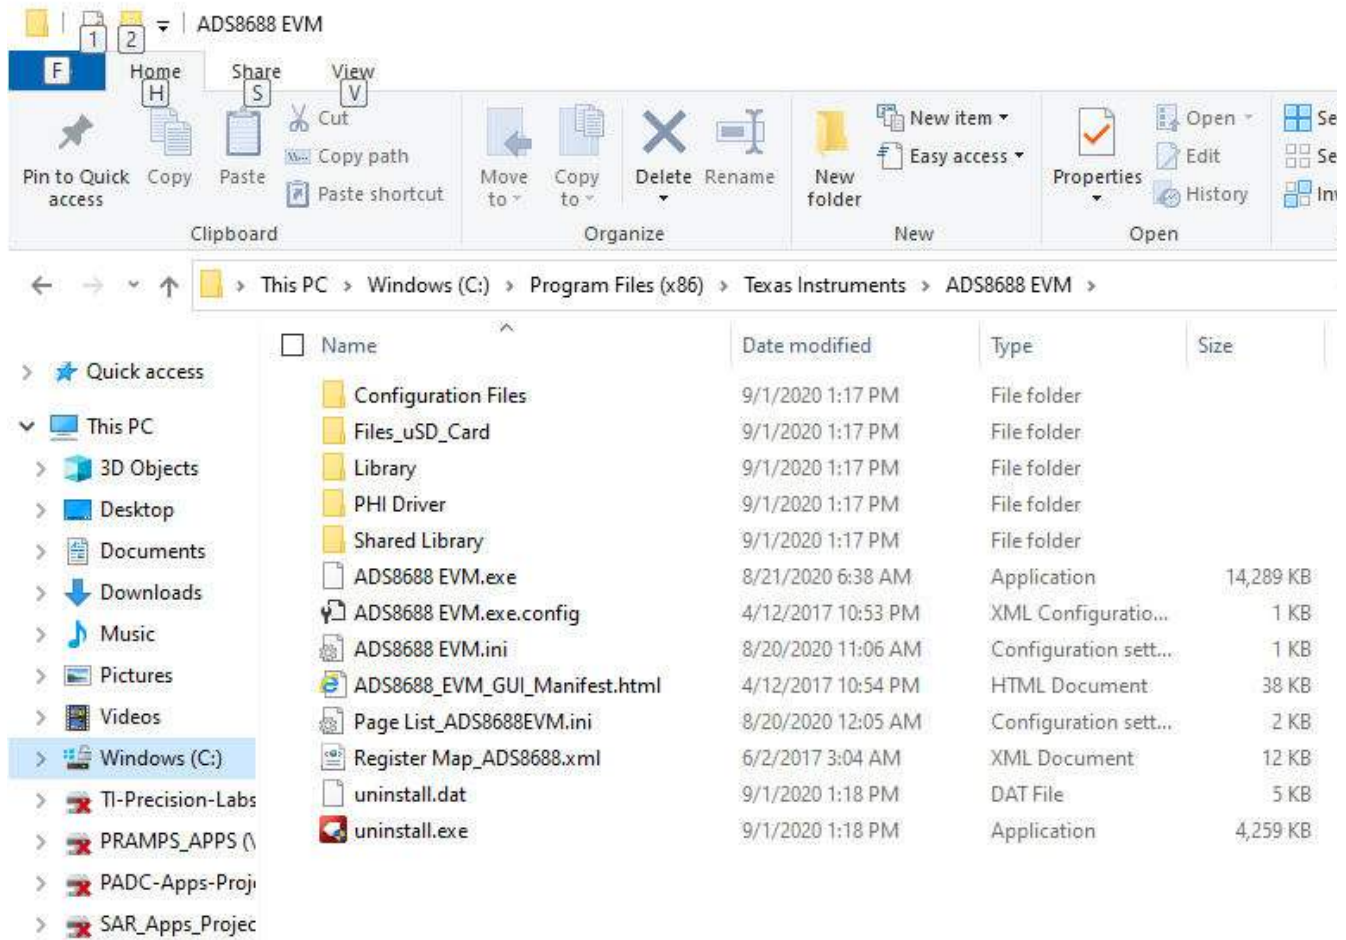 ADS8688 EVM
1 2
F Home Share View
H S V
Cut
Copy path
Paste shortcut
Pin to Quick access
Copy
Paste
Clipboard
Move to
Copy to
Delete
Rename
Organize
New folder
New item
Easy access
New
Properties
Open
Edit
History
Open
Se
Se
Inv
This PC > Windows (C:) > Program Files (x86) > Texas Instruments > ADS8688 EVM >
Name Date modified Type Size
Quick access
This PC
3D Objects
Desktop
Documents
Downloads
Music
Pictures
Videos
Windows (C:)
TI-Precision-Labs
PRAMPS_APPS (\
PADC-Apps-Proj
SAR_Apps_Projec
Configuration Files 9/1/2020 1:17 PM File folder
Files_uSD_Card 9/1/2020 1:17 PM File folder
Library 9/1/2020 1:17 PM File folder
PHI Driver 9/1/2020 1:17 PM File folder
Shared Library 9/1/2020 1:17 PM File folder
ADS8688 EVM.exe 8/21/2020 6:38 AM Application 14,289 KB
ADS8688 EVM.exe.config 4/12/2017 10:53 PM XML Configuratio... 1 KB
ADS8688 EVM.ini 8/20/2020 11:06 AM Configuration sett... 1 KB
ADS8688_EVM_GUI_Manifest.html 4/12/2017 10:54 PM HTML Document 38 KB
Page List_ADS8688EVM.ini 8/20/2020 12:05 AM Configuration sett... 2 KB
Register Map_ADS8688.xml 6/2/2017 3:04 AM XML Document 12 KB
uninstall.dat 9/1/2020 1:18 PM DAT File 5 KB
uninstall.exe 9/1/2020 1:18 PM Application 4,259 KB